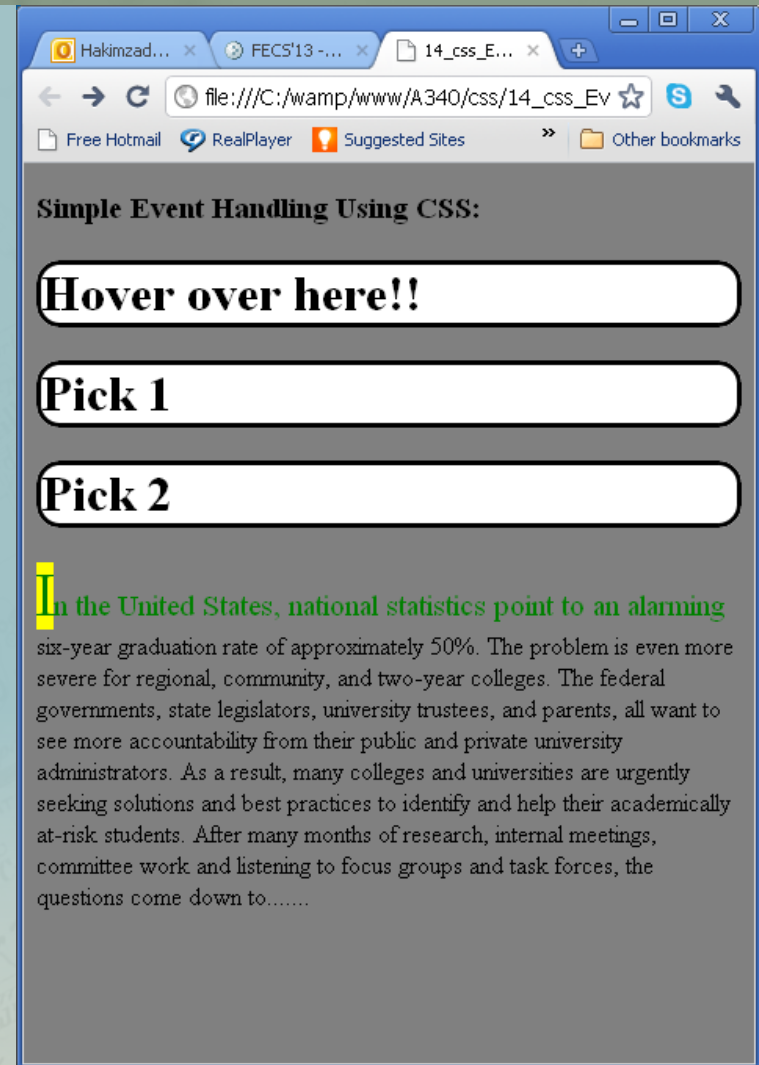 Hakimzad...
FECS'13 -...
14_css_E...
file:///C:/wamp/www/A340/css/14_css_Ev
Free Hotmail
RealPlayer
Suggested Sites
»
Other bookmarks
Simple Event Handling Using CSS:
Hover over here!!
Pick 1
Pick 2
In the United States, national statistics point to an alarming
six-year graduation rate of approximately 50%. The problem is even more
severe for regional, community, and two-year colleges. The federal
governments, state legislators, university trustees, and parents, all want to
see more accountability from their public and private university
administrators. As a result, many colleges and universities are urgently
seeking solutions and best practices to identify and help their academically
at-risk students. After many months of research, internal meetings,
committee work and listening to focus groups and task forces, the
questions come down to.......